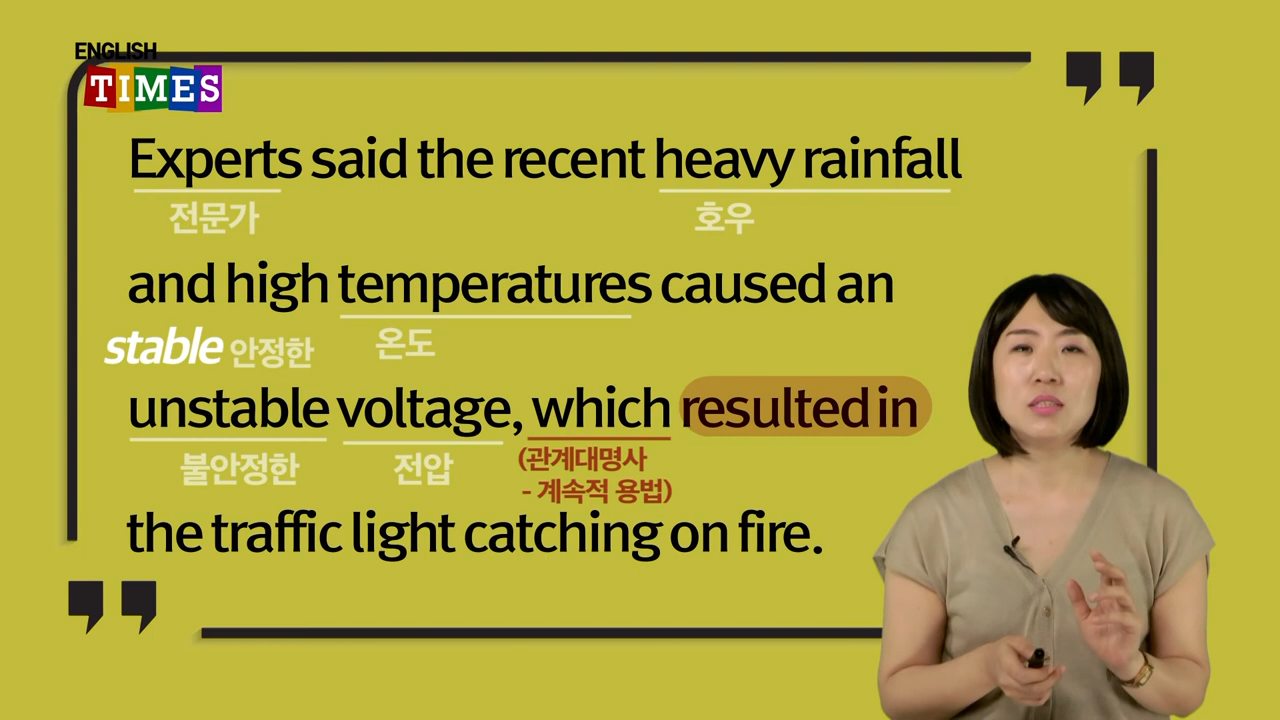 ENGLISH
TIMES
Experts said the recent heavy rainfall
전문가 호우
and high temperatures caused an
stable 안정한 온도
unstable voltage, which resulted in
불안정한 전압 (관계대명사
- 계속적 용법)
the traffic light catching on fire.